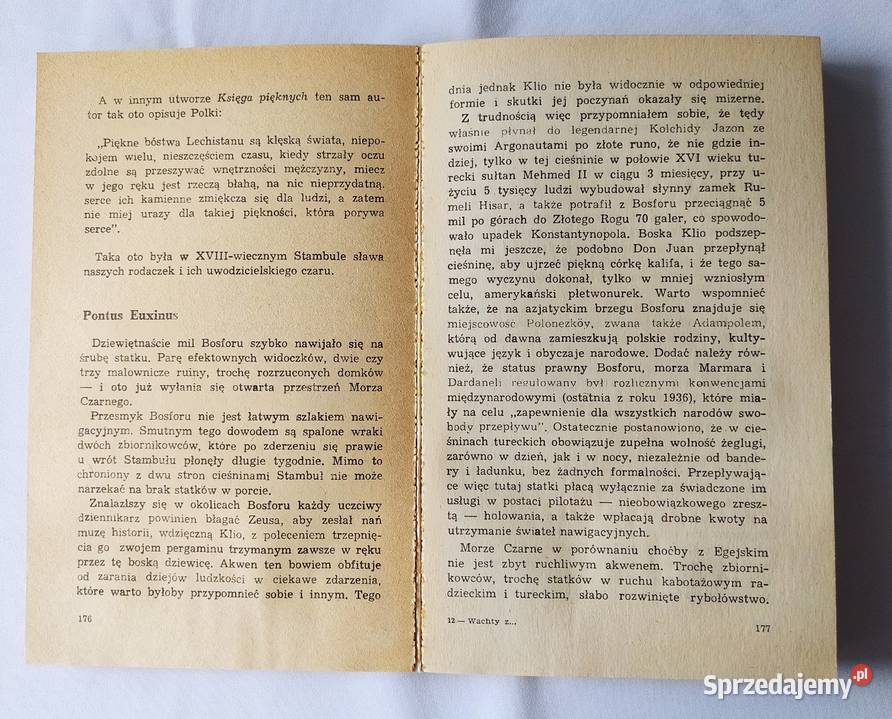 A w innym utworze Księga pięknych ten sam au-
tor tak oto opisuje Polki:
„Piękne bóstwa Lechistanu są klęską świata, niepo-
kojem wielu, nieszczęściem czasu, kiedy strzały oczu
zdolne są przeszywać wnętrzności mężczyzny, miecz
w jego ręku jest rzeczą błahą, na nic nieprzydatną,
serce ich kamienne zmiękcza się dla ludzi, a zatem
nie miej urazy dla takiej piękności, która porywa
serce”.
Taka oto była w XVIII-wiecznym Stambule sława
naszych rodaczek i ich uwodzicielskiego czaru.
Pontus Euxinus
Dziewiętnaście mil Bosforu szybko nawijało się na
śrubę statku. Parę efektownych widoczków, dwie czy
trzy malownicze ruiny, trochę rozrzuconych domków
— i oto już wyłania się otwarta przestrzeń Morza
Czarnego.
Przesmyk Bosforu nie jest łatwym szlakiem nawi-
gacyjnym. Smutnym tego dowodem są spalone wraki
dwóch zbiornikowców, które po zderzeniu się prawie
u wrót Stambułu płonęły długie tygodnie. Mimo to
chroniony z dwu stron cieśninami Stambuł nie może
narzekać na brak statków w porcie.
Znalazłszy się w okolicach Bosforu każdy uczciwy
dziennikarz powinien błagać Zeusa, aby zesłał nań
muzę historii, wdzięczną Klio, z poleceniem trzepnię-
cia go zwojem pergaminu trzymanym zawsze w ręku
przez tę boską dziewicę. Akwen ten bowiem obfituje
od zarania dziejów ludzkości w ciekawe zdarzenia,
które warto byłoby przypomnieć sobie i innym. Tego
176
dnia jednak Klio nie była widocznie w odpowiedniej
formie i skutki jej poczynań okazały się mizerne.
Z trudnością więc przypomniałem sobie, że tędy
właśnie płynął do legendarnej Kolchidy Jazon ze
swoimi Argonautami po złote runo, że nie gdzie in-
dziej, tylko w tej cieśninie w połowie XVI wieku tu-
recki sułtan Mehmed II w ciągu 3 miesięcy, przy u-
życiu 5 tysięcy ludzi wybudował słynny zamek Ru-
meli Hisar, a także potrafił z Bosforu przeciągnąć 5
mil po górach do Złotego Rogu 70 galer, co spowodo-
wało upadek Konstantynopola. Boska Klio podszep-
nęła mi jeszcze, że podobno Don Juan przepłynął
cieśninę, aby ujrzeć piękną córkę kalifa, i że tego sa-
mego wyczynu dokonał, tylko w mniej wzniosłym
celu, amerykański płetwonurek. Warto wspomnieć
także, że na azjatyckim brzegu Bosforu znajduje się
miejscowość Polonezköy, zwana także Adampolem,
którą od dawna zamieszkują polskie rodziny, kulty-
wujące język i obyczaje narodowe. Dodać należy rów-
nież, że status prawny Bosforu, morza Marmara i
Dardaneli regulowany był rozlicznymi konwencjami
międzynarodowymi (ostatnia z roku 1936), które mia-
ły na celu „zapewnienie dla wszystkich narodów swo-
body przepływu”. Ostatecznie postanowiono, że w cie-
śninach tureckich obowiązuje zupełna wolność żeglugi,
zarówno w dzień, jak i w nocy, niezależnie od bande-
ry i ładunku, bez żadnych formalności. Przepływają-
ce więc tutaj statki płacą wyłącznie za świadczone im
usługi w postaci pilotażu — nieobowiązkowego zresz-
tą — holowania, a także wpłacają drobne kwoty na
utrzymanie świateł nawigacyjnych.
Morze Czarne w porównaniu choćby z Egejskim
nie jest zbyt ruchliwym akwenem. Trochę zbiorni-
kowców, trochę statków w ruchu kabotażowym ra-
dzieckim i tureckim, słabo rozwinięte rybołówstwo.
12 — Wachty z...
177
Sprzedajemy.pl